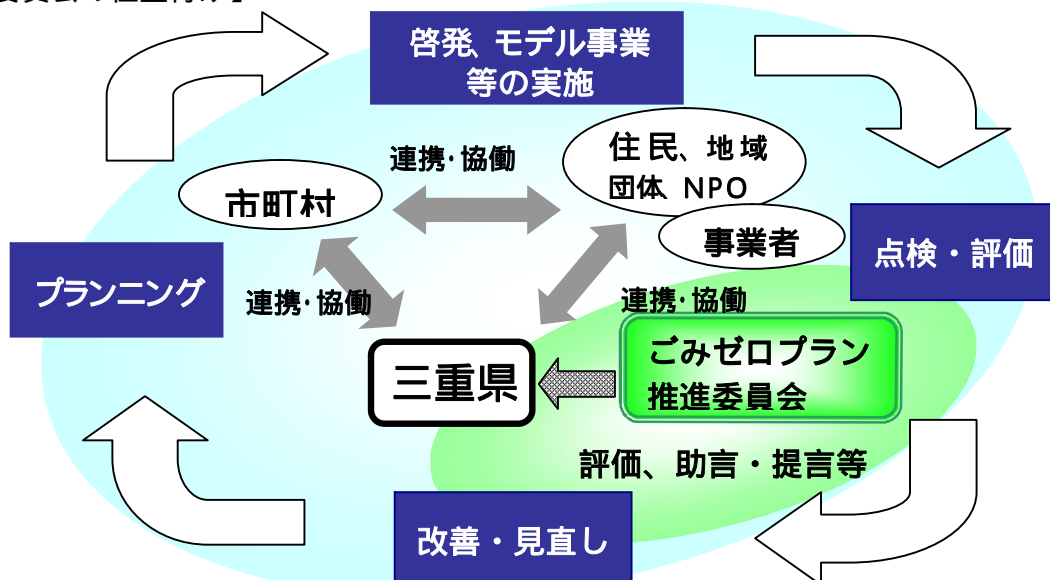 啓発、モデル事業
等の実施
連携・協働
住民、地域
団体、NPO
市町村
事業者
点検・評価
プランニング
連携・協働
連携・協働
ごみゼロプラン
推進委員会
三重県
評価、助言・提言等
改善・見直し